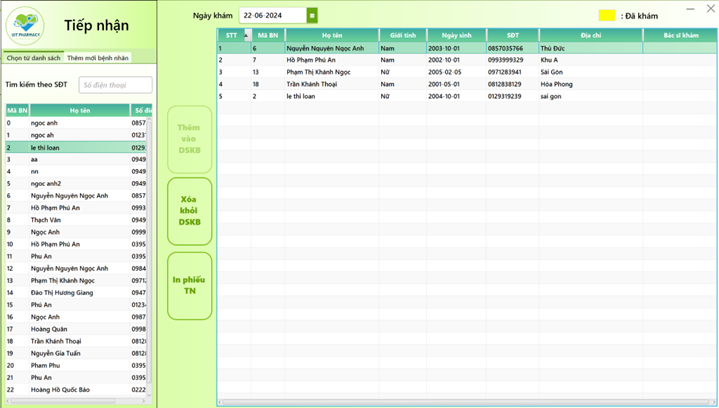 UIT PHARMACY
Tiếp nhận
Chọn từ danh sách Thêm mới bệnh nhân
Tìm kiếm theo SĐT Số điện thoại
Mã BN Họ tên Số điệ
0 ngoc anh 0857
1 ngọc ah 0123
2 le thi loan 0129
3 aa 0949
4 nn 0949
5 ngoc anh2 0949
6 Nguyễn Nguyên Ngọc Anh 0857
7 Hồ Phạm Phú An 0993
8 Thạch Vân 0949
9 Ngọc Anh 0999
10 Hồ Phạm Phú An 0395
11 Phu An 0395
12 Nguyễn Nguyên Ngọc Anh 0984
13 Phạm Thị Khánh Ngọc 0971
14 Đào Thị Hương Giang 0947
15 Phú An 0123
16 Ngọc Anh 0987
17 Hoàng Quân 0998
18 Trần Khánh Thoại 0812
19 Nguyễn Gia Tuấn 0812
20 Pham Phu 0395
21 Phu An 0395
22 Hoàng Hồ Quốc Bảo 0222
Thêm
vào
DSKB
Xóa
khỏi
DSKB
In phiếu
TN
Ngày khám 22-06-2024
: Đã khám
STT Mã BN Họ tên Giới tính Ngày sinh SĐT Địa chỉ Bác sĩ khám
1 6 Nguyễn Nguyên Ngọc Anh Nam 2003-10-01 0857035766 Thủ Đức
2 7 Hồ Phạm Phú An Nam 2002-10-01 0993999329 Khu A
3 13 Phạm Thị Khánh Ngọc Nữ 2005-02-05 0971283941 Sài Gòn
4 18 Trần Khánh Thoại Nam 2001-05-01 0812838129 Hòa Phong
5 2 le thi loan Nữ 2004-10-01 0129319239 sai gon